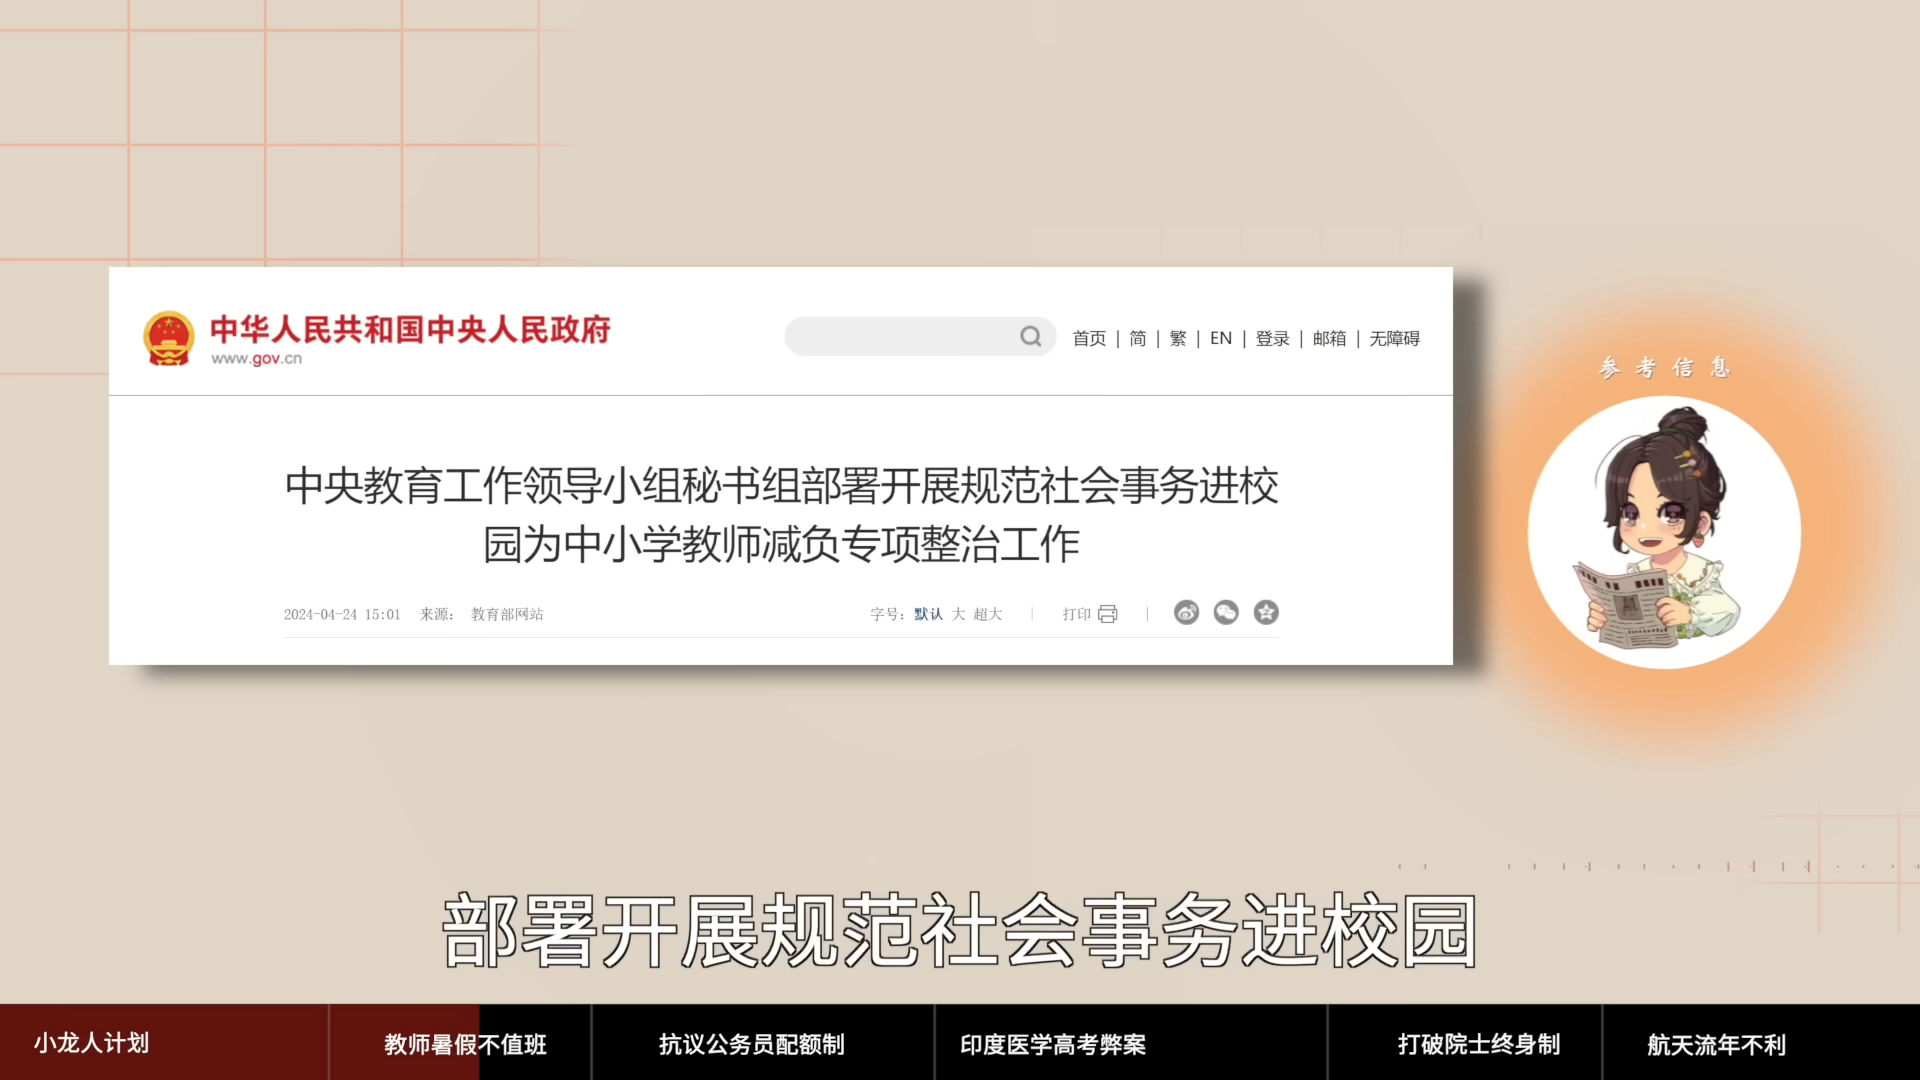 中华人民共和国中央人民政府
www.gov.cn
首页 | 简 | 繁 | EN | 登录 | 邮箱 | 无障碍
参考信息
中央教育工作领导小组秘书组部署开展规范社会事务进校
园为中小学教师减负专项整治工作
2024-04-24 15:01 来源： 教育部网站 字号：默认 大 超大 | 打印 |
部署开展规范社会事务进校园
小龙人计划 教师暑假不值班 抗议公务员配额制 印度医学高考弊案 打破院士终身制 航天流年不利